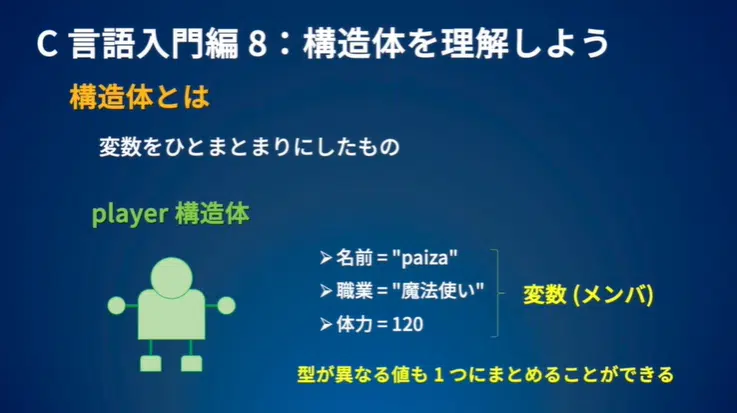 C 言語入門編 8：構造体を理解しよう
構造体とは
変数をひとまとまりにしたもの
player 構造体
➢名前 = "paiza"
➢職業 = "魔法使い"
➢体力 = 120
変数 (メンバ)
型が異なる値も 1 つにまとめることができる